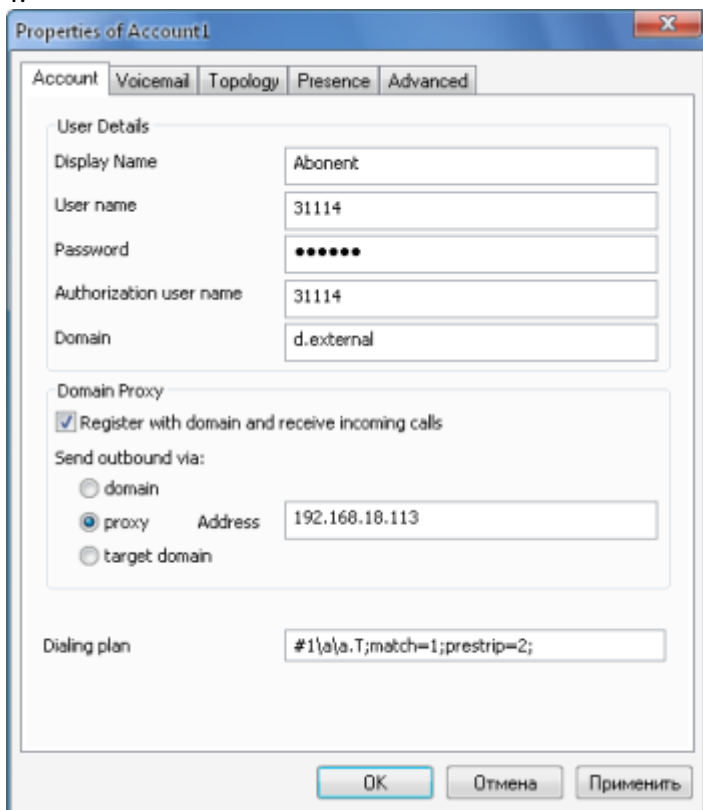 Properties of Account1
Account Voicemail Topology Presence Advanced
User Details
Display Name Abonent
User name 31114
Password ●●●●●●
Authorization user name 31114
Domain d.external
Domain Proxy
Register with domain and receive incoming calls
Send outbound via:
domain
proxy Address 192.168.18.113
target domain
Dialing plan #1\a\a.T;match=1;prestrip=2;
OK Отмена Применить